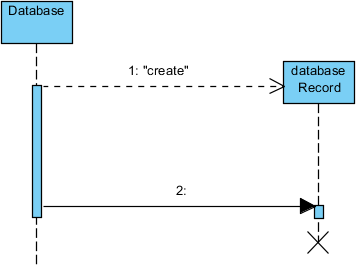 Database
1: "create"
database
Record
2: